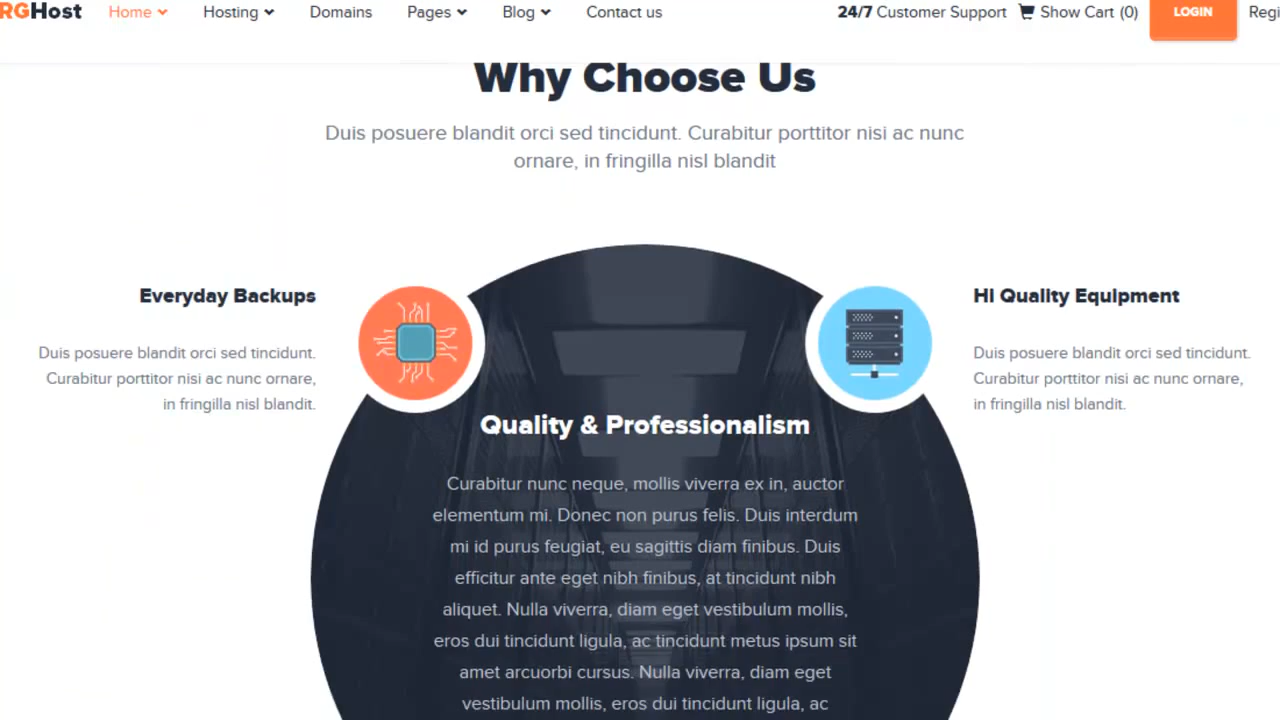 RGHost Home Hosting Domains Pages Blog Contact us 24/7 Customer Support Show Cart (0) LOGIN Regi
Why Choose Us
Duis posuere blandit orci sed tincidunt. Curabitur porttitor nisi ac nunc
ornare, in fringilla nisl blandit
Everyday Backups
Duis posuere blandit orci sed tincidunt.
Curabitur porttitor nisi ac nunc ornare,
in fringilla nisl blandit.
Hi Quality Equipment
Duis posuere blandit orci sed tincidunt.
Curabitur porttitor nisi ac nunc ornare,
in fringilla nisl blandit.
Quality & Professionalism
Curabitur nunc neque, mollis viverra ex in, auctor
elementum mi. Donec non purus felis. Duis interdum
mi id purus feugiat, eu sagittis diam finibus. Duis
efficitur ante eget nibh finibus, at tincidunt nibh
aliquet. Nulla viverra, diam eget vestibulum mollis,
eros dui tincidunt ligula, ac tincidunt metus ipsum sit
amet arcuorbi cursus. Nulla viverra, diam eget
vestibulum mollis, eros dui tincidunt ligula, ac